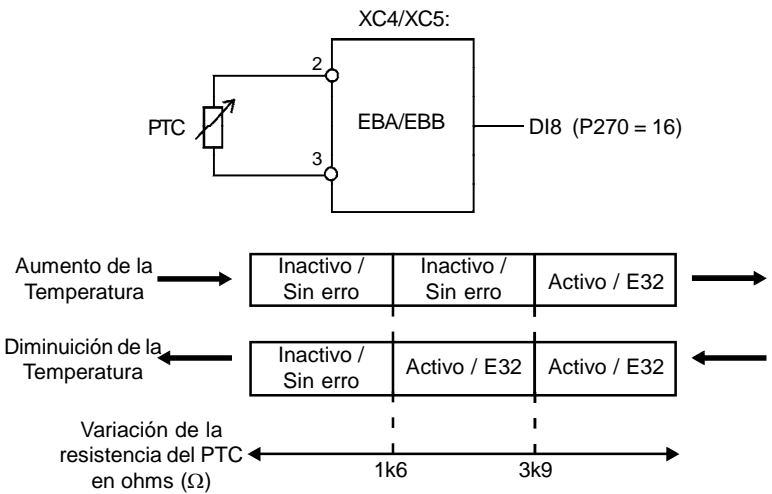 XC4/XC5:
2
PTC
EBA/EBB
DI8 (P270 = 16)
3
Aumento de la
Temperatura
Inactivo /
Sin erro
Inactivo /
Sin erro
Activo / E32
Diminuición de la
Temperatura
Inactivo /
Sin erro
Activo / E32
Activo / E32
Variación de la
resistencia del PTC
en ohms (Ω)
1k6
3k9